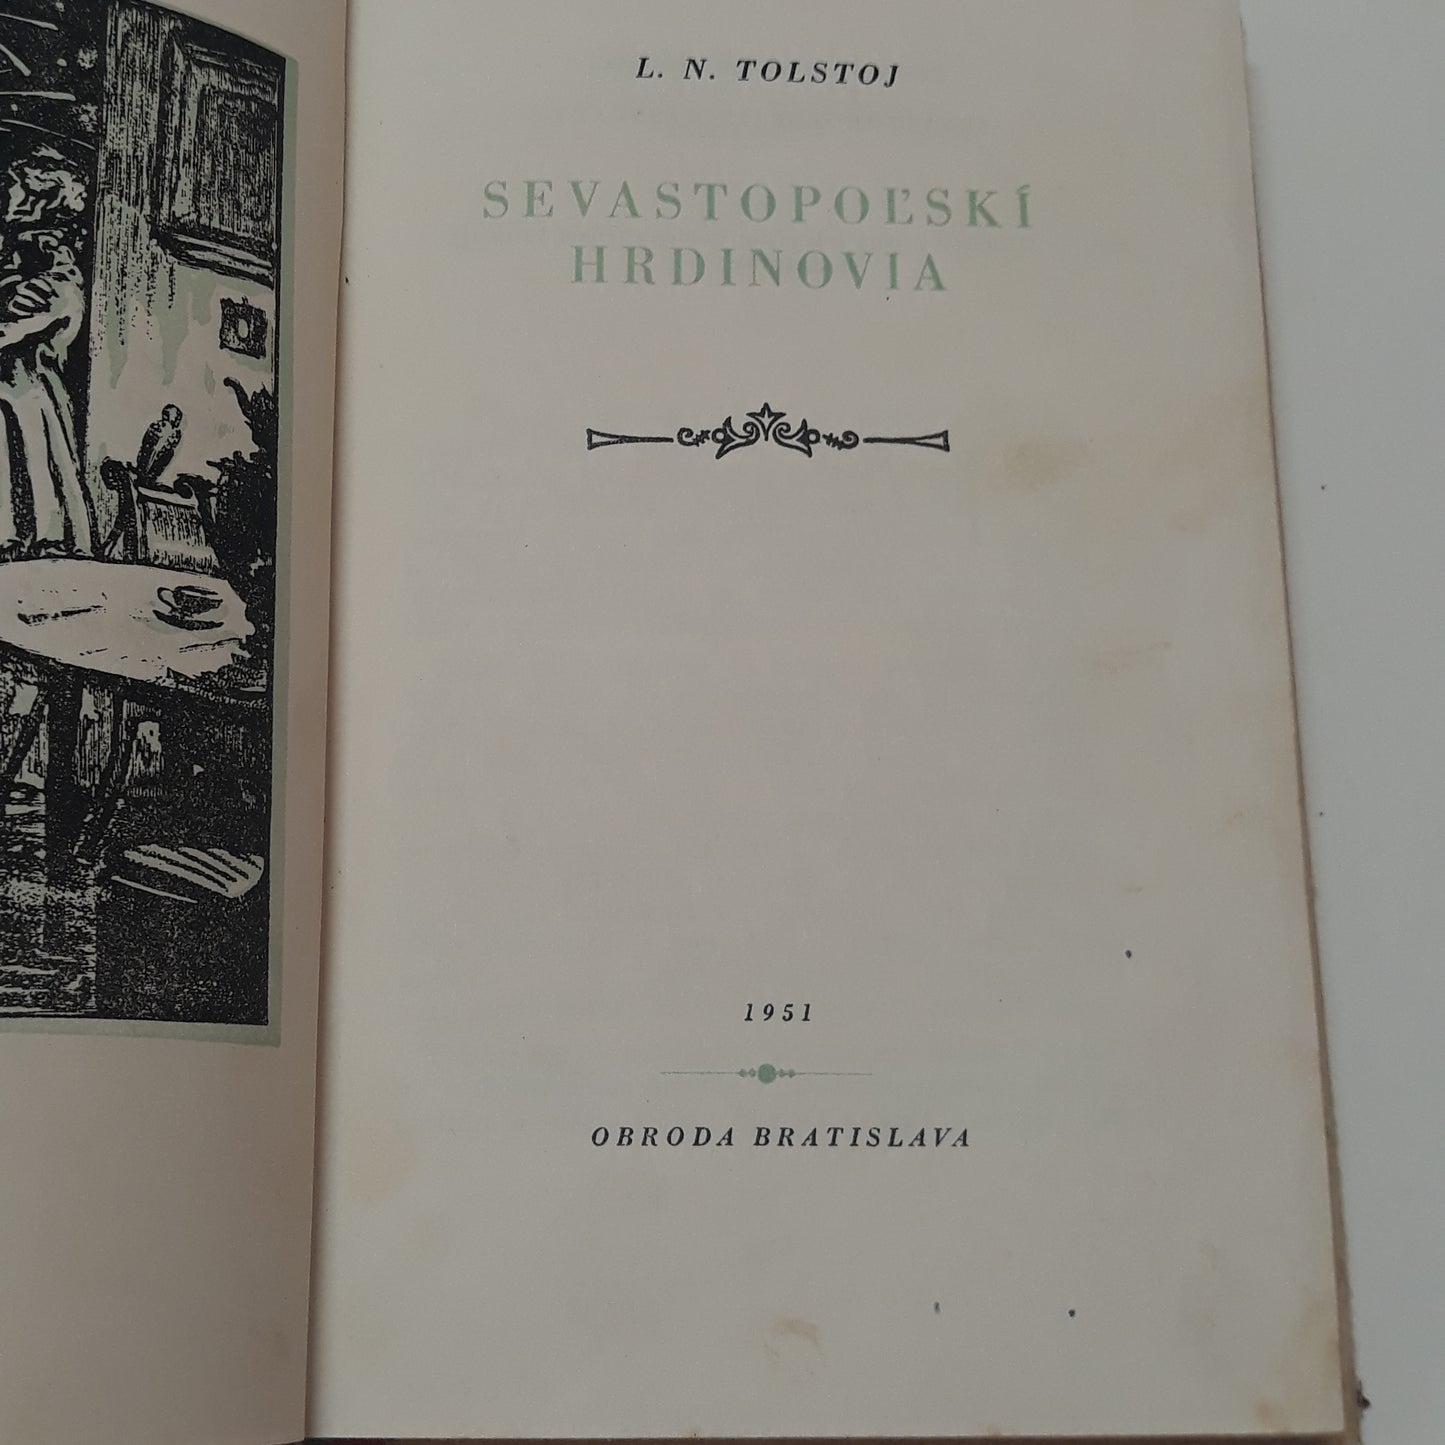 L. N. TOLSTOJ
SEVASTOPOĽSKÍ
HRDINOVIA
1951
OBRODA BRATISLAVA